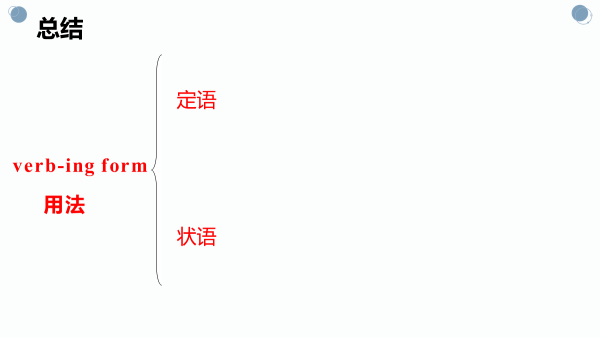 总结
定语
verb-ing form
用法
状语